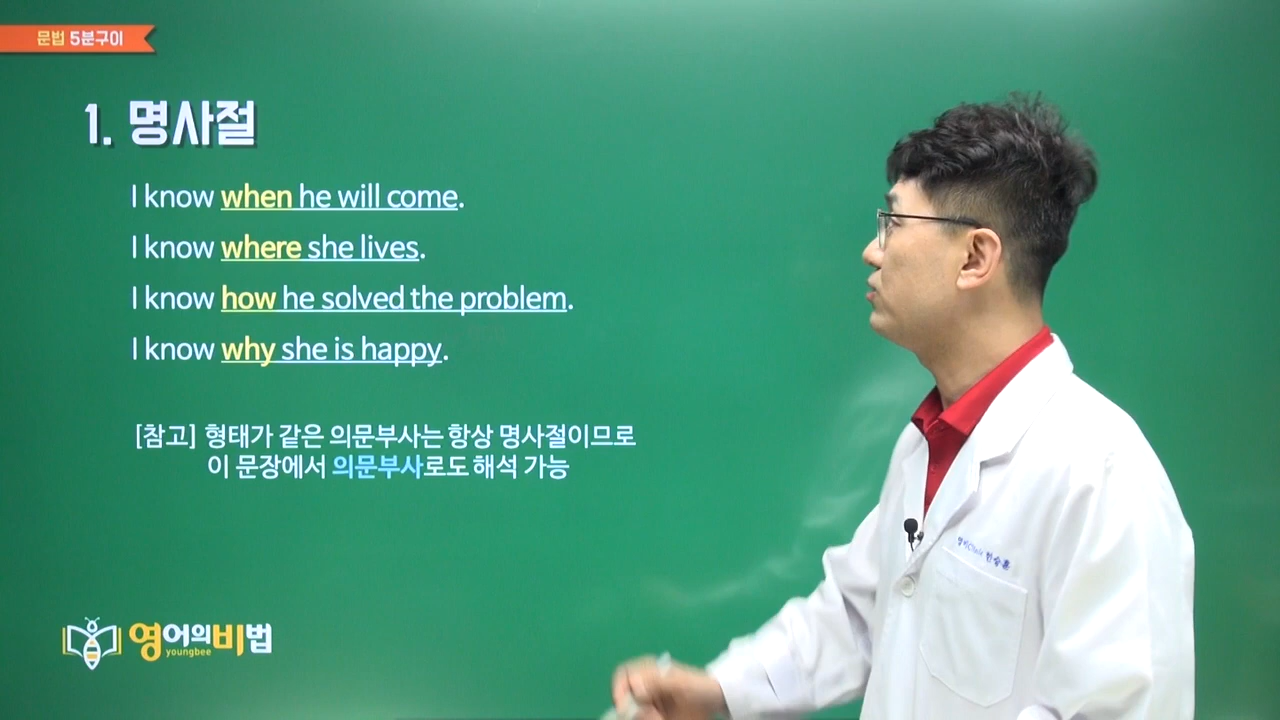 문법 5분구이
1. 명사절
I know when he will come.
I know where she lives.
I know how he solved the problem.
I know why she is happy.
[참고] 형태가 같은 의문부사는 항상 명사절이므로
이 문장에서 의문부사로도 해석 가능
영어의비법
youngbee